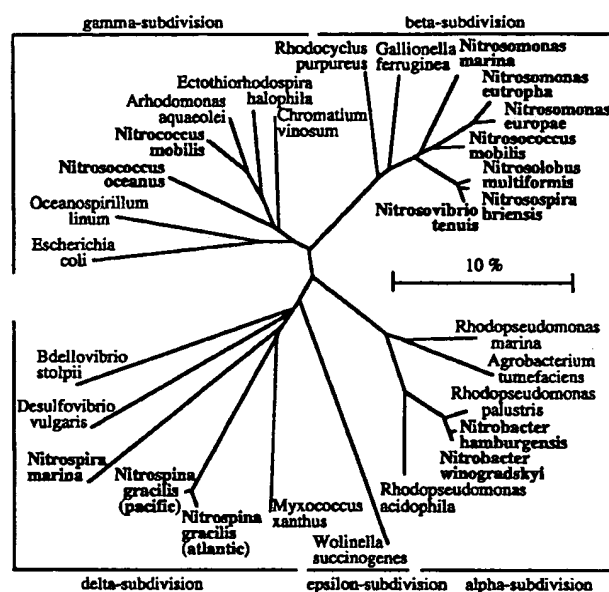 gamma-subdivision
beta-subdivision
Rhodocyclus
purpureus
Gallionella
ferruginea
Nitrosomonas
marina
Nitrosomonas
eutropha
Nitrosomonas
europae
Nitrosococcus
mobilis
Nitrosolobus
multiformis
Nitrosospira
briensis
Nitrosovibrio
tenuis
Ectothiorhodospira
halophila
Arhodomonas
aquaeolei
Chromatium
vinosum
Nitrococcus
mobilis
Nitrosococcus
oceanus
Oceanospirillum
linum
Escherichia
coli
10 %
Rhodopseudomonas
marina
Agrobacterium
tumefaciens
Rhodopseudomonas
palustris
Nitrobacter
hamburgensis
Nitrobacter
winogradskyi
Rhodopseudomonas
acidophila
Bdellovibrio
stolpii
Desulfovibrio
vulgaris
Nitrospira
marina
Nitrospina
gracilis
(pacific)
Nitrospina
gracilis
(atlantic)
Myxococcus
xanthus
Wolinella
succinogenes
delta-subdivision
epsilon-subdivision
alpha-subdivision